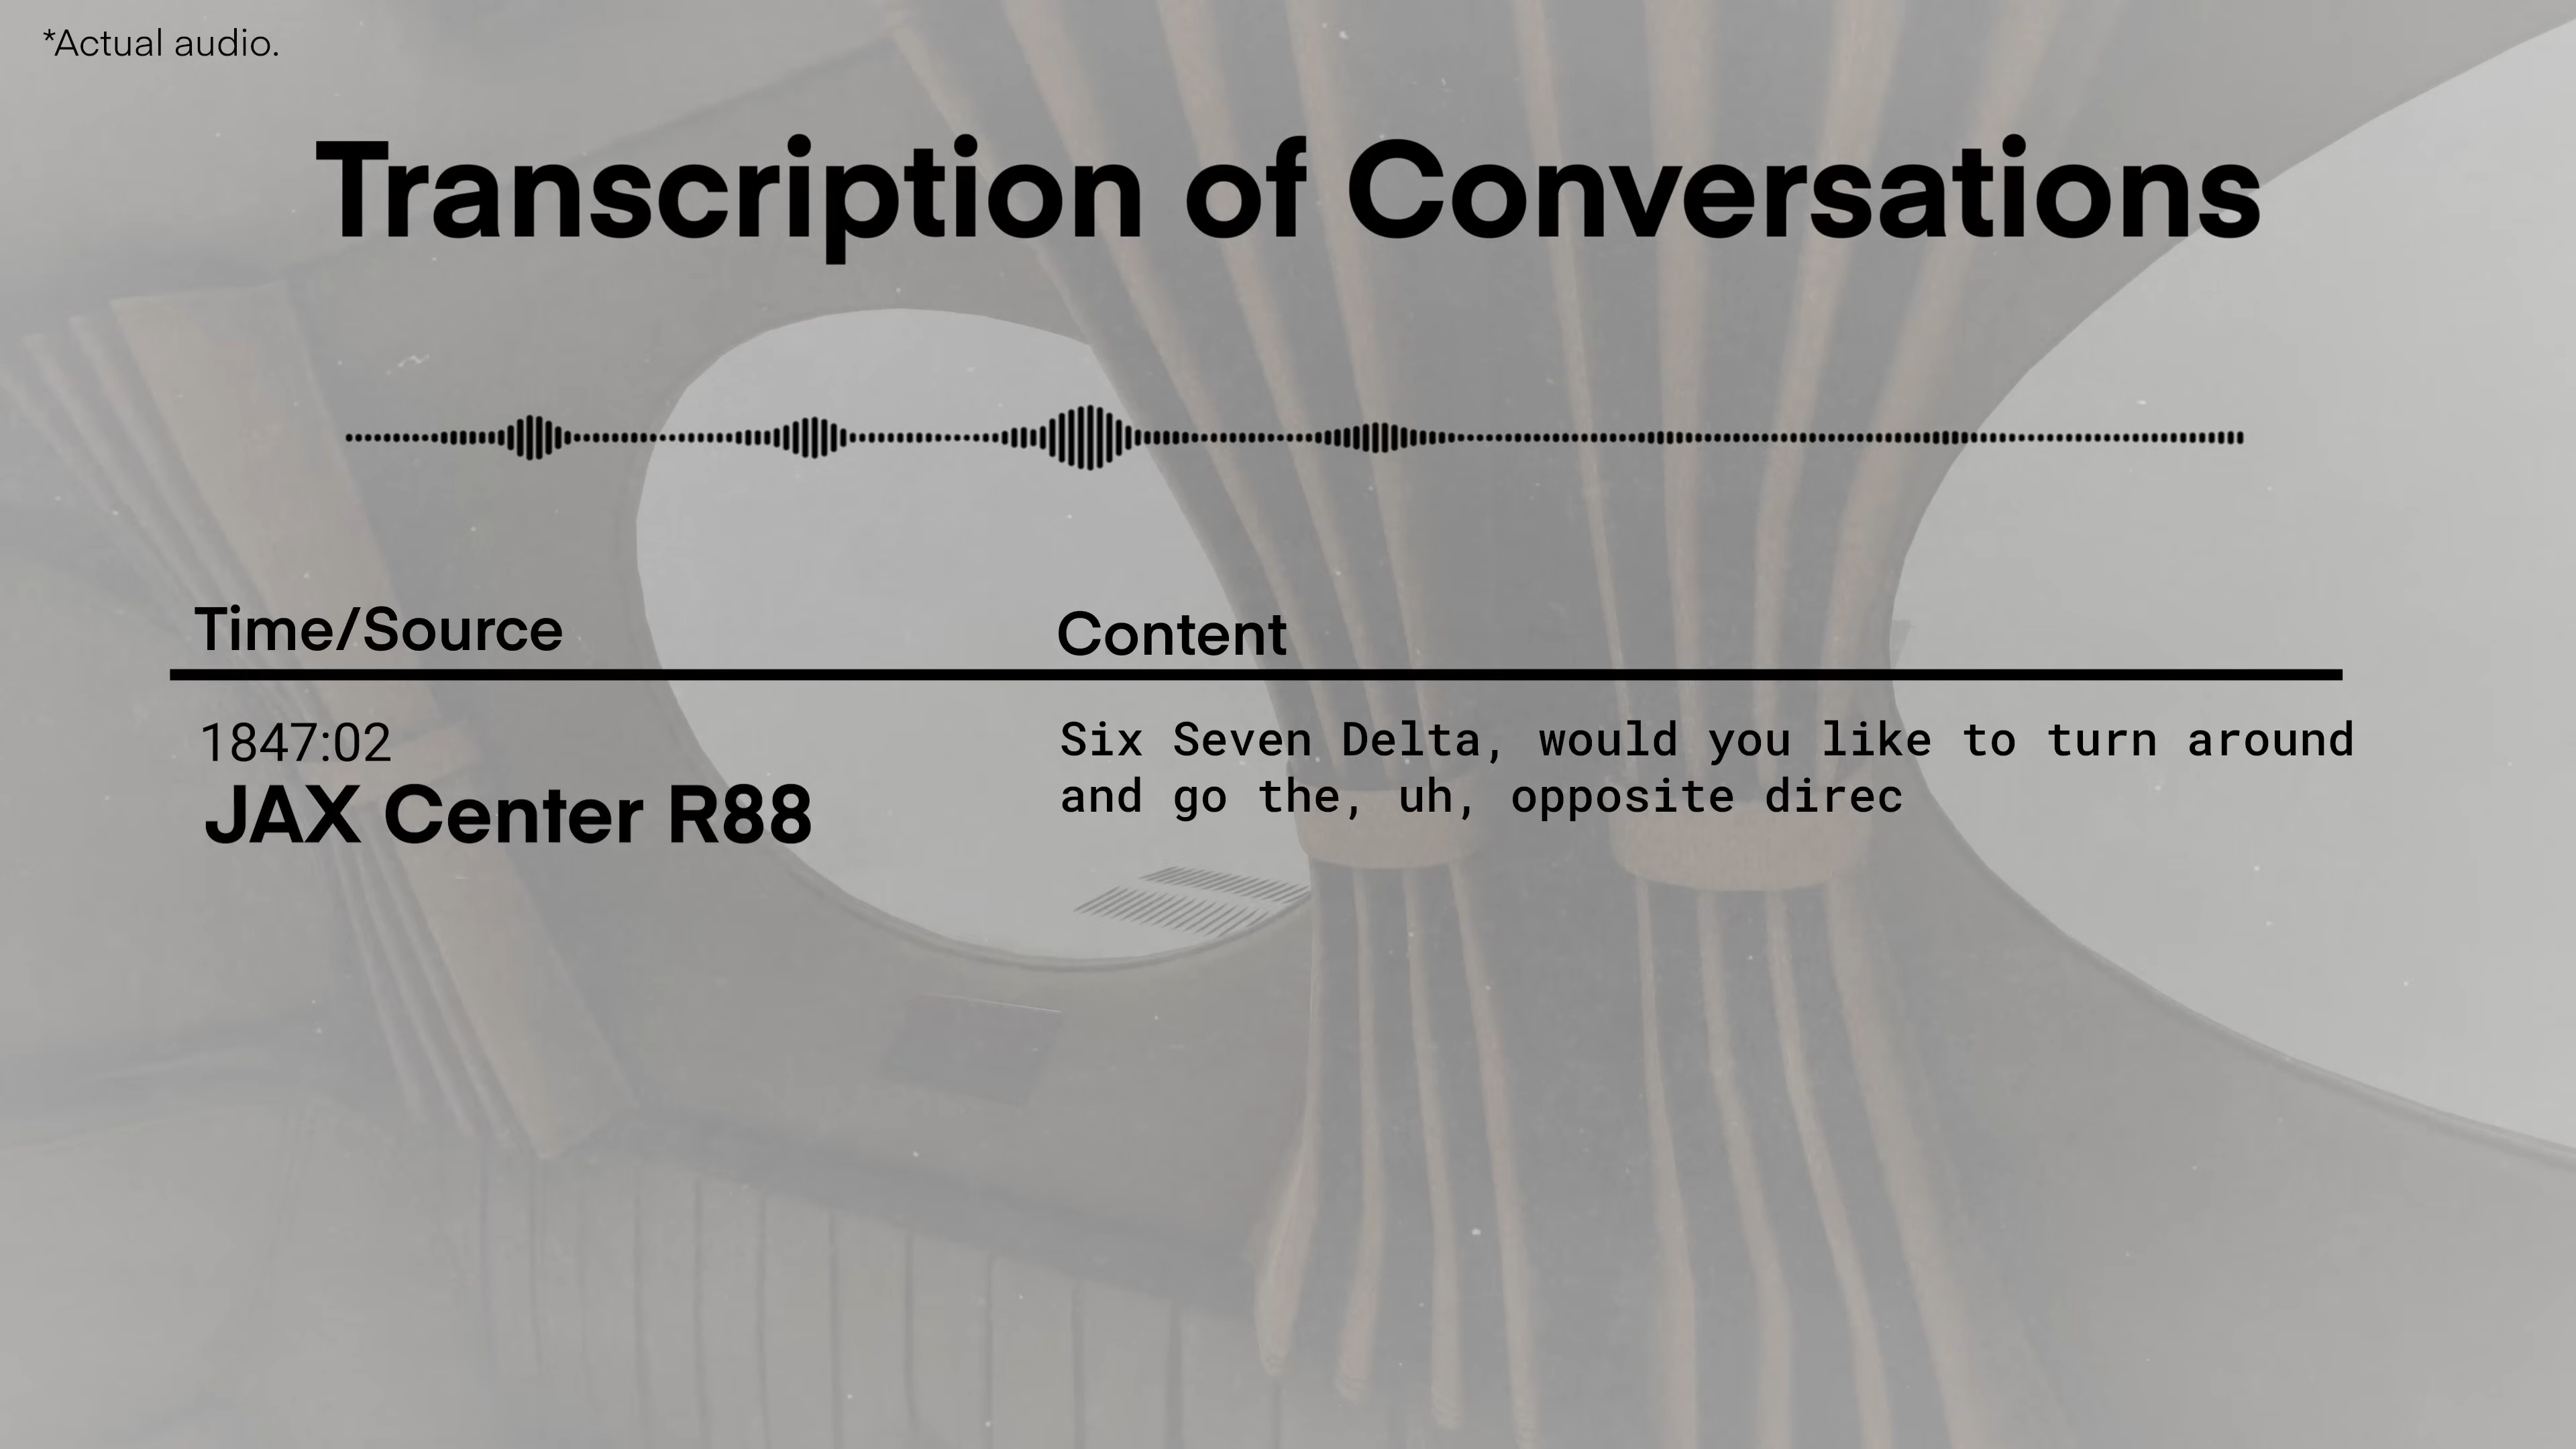 *Actual audio.
Transcription of Conversations
Time/Source
Content
1847:02
JAX Center R88
Six Seven Delta, would you like to turn around
and go the, uh, opposite direc